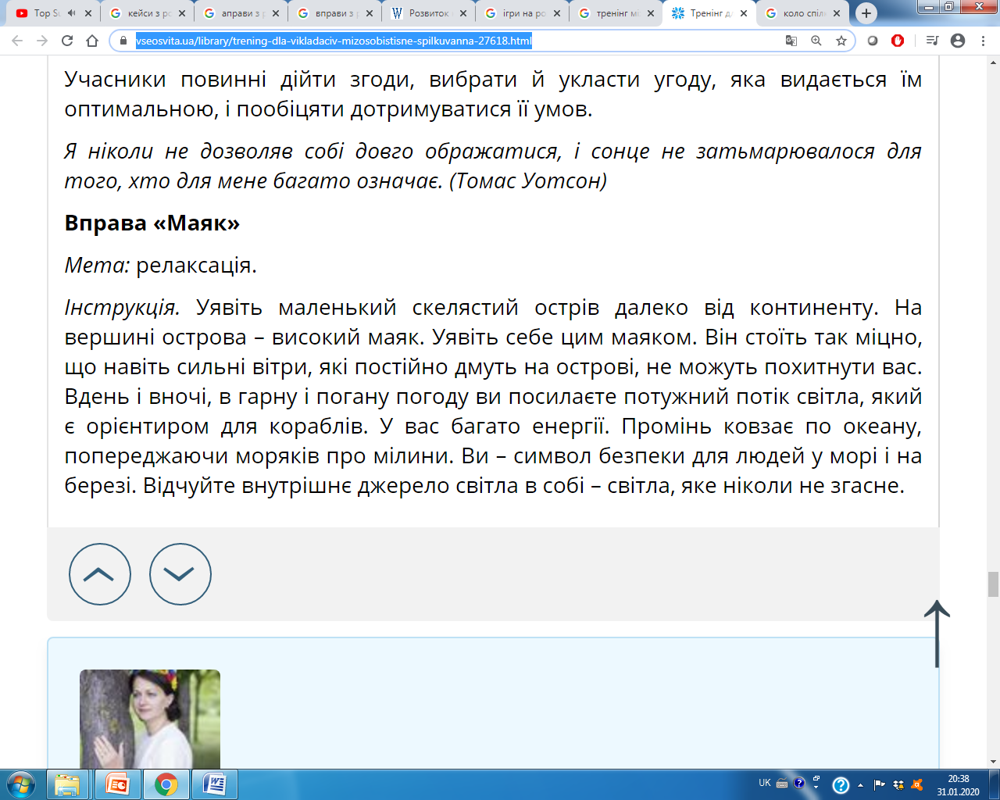 Top Su
кейси з ро
аправи з р
вправи з р
Розвиток
ігри на ро
тренінг мі
Тренінг дл
коло спіл
vseosvita.ua/library/trening-dla-vikladaciv-mizosobistisne-spilkuvanna-27618.html
Учасники повинні дійти згоди, вибрати й укласти угоду, яка видається їм
оптимальною, і пообіцяти дотримуватися її умов.
Я ніколи не дозволяв собі довго ображатися, і сонце не затьмарювалося для
того, хто для мене багато означає. (Томас Уотсон)
Вправа «Маяк»
Мета: релаксація.
Інструкція. Уявіть маленький скелястий острів далеко від континенту. На
вершині острова – високий маяк. Уявіть себе цим маяком. Він стоїть так міцно,
що навіть сильні вітри, які постійно дмуть на острові, не можуть похитнути вас.
Вдень і вночі, в гарну і погану погоду ви посилаєте потужний потік світла, який
є орієнтиром для кораблів. У вас багато енергії. Промінь ковзає по океану,
попереджаючи моряків про мілини. Ви – символ безпеки для людей у морі і на
березі. Відчуйте внутрішнє джерело світла в собі – світла, яке ніколи не згасне.
UK
20:38
31.01.2020